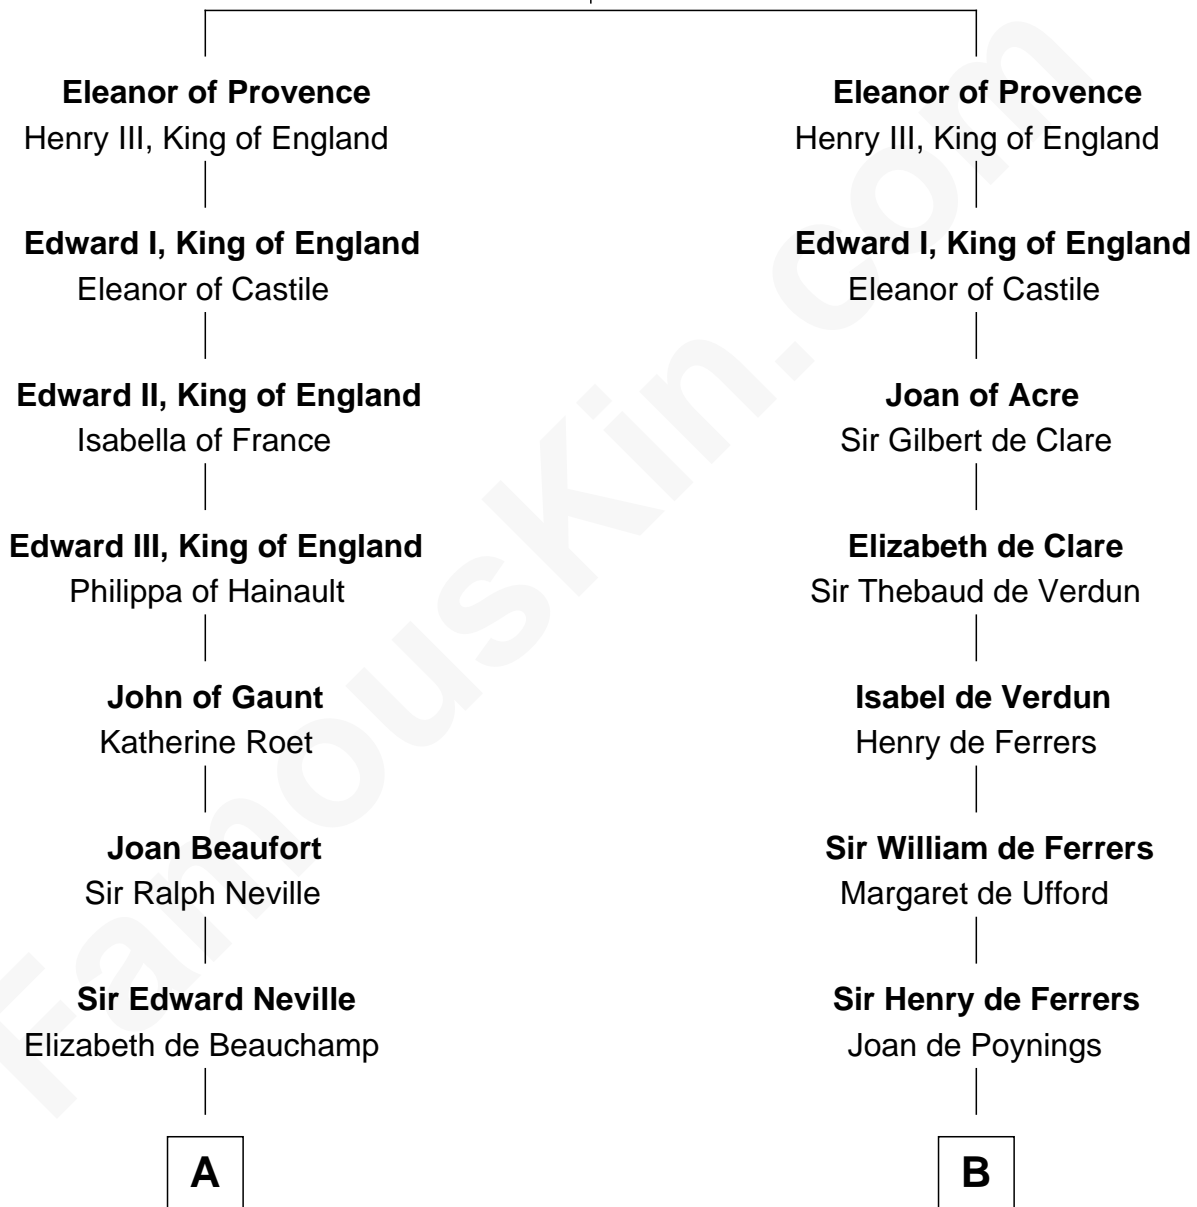 Eleanor of Provence
Henry III, King of England
Edward I, King of England
Eleanor of Castile
Edward II, King of England
Isabella of France
Edward III, King of England
Philippa of Hainault
John of Gaunt
Katherine Roet
Joan Beaufort
Sir Ralph Neville
Sir Edward Neville
Elizabeth de Beauchamp
A
Eleanor of Provence
Henry III, King of England
Edward I, King of England
Eleanor of Castile
Joan of Acre
Sir Gilbert de Clare
Elizabeth de Clare
Sir Thebaud de Verdun
Isabel de Verdun
Henry de Ferrers
Sir William de Ferrers
Margaret de Ufford
Sir Henry de Ferrers
Joan de Poynings
B
FamousKin.com